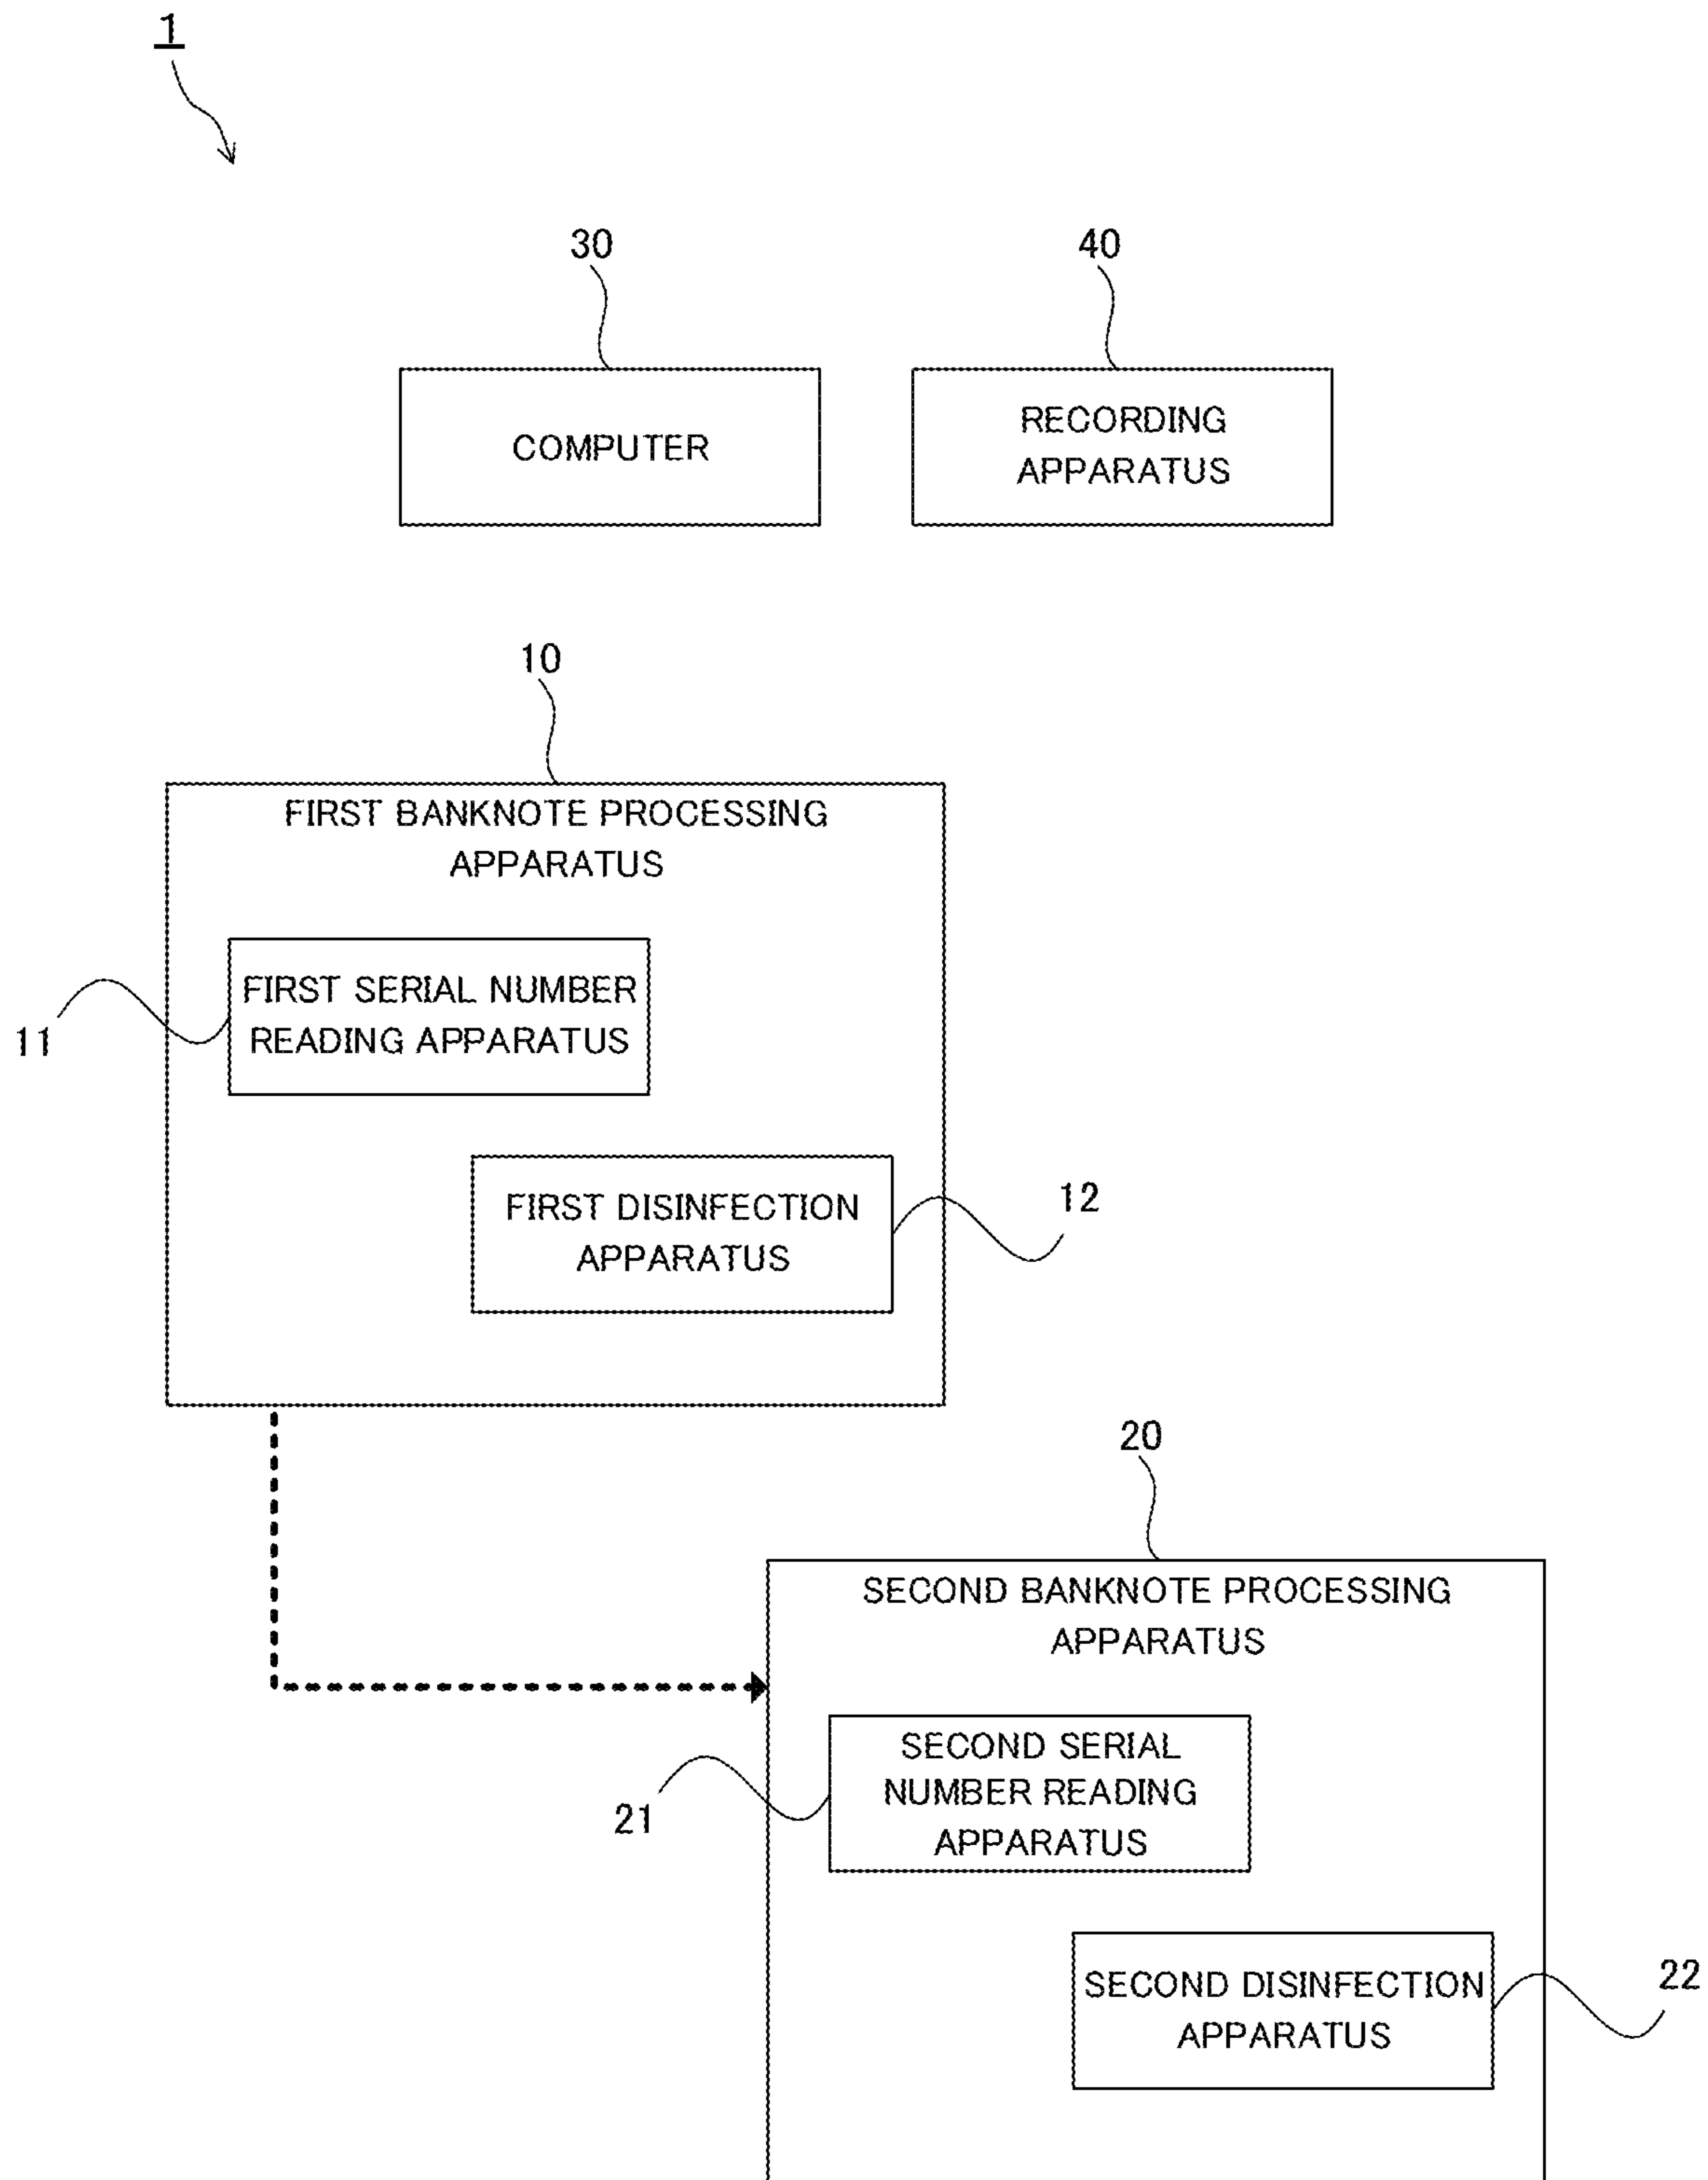 1
30
40
COMPUTER
RECORDING
APPARATUS
10
FIRST BANKNOTE PROCESSING
APPARATUS
FIRST SERIAL NUMBER
READING APPARATUS
11
FIRST DISINFECTION
APPARATUS
12
20
SECOND BANKNOTE PROCESSING
APPARATUS
SECOND SERIAL
NUMBER READING
APPARATUS
21
SECOND DISINFECTION
APPARATUS
22